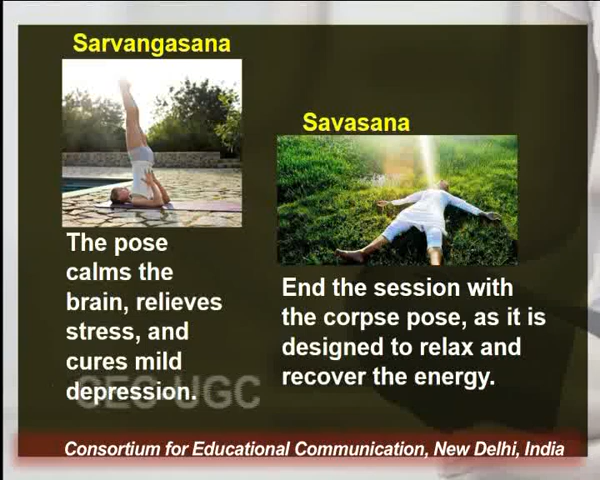 Sarvangasana
The pose
calms the
brain, relieves
stress, and
cures mild
depression.
Savasana
End the session with
the corpse pose, as it is
designed to relax and
recover the energy.
CEC-UGC
Consortium for Educational Communication, New Delhi, India